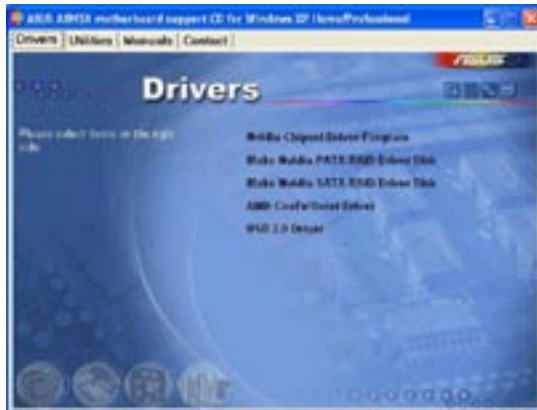 ASUS A8N5X motherboard support CD for Windows XP Home/Professional
Drivers Utilities Manuals Contact
ASUS
Drivers
Please select items on the right
side.
Nvidia Chipset Driver Program
Make Nvidia PATA RAID Driver Disk
Make Nvidia SATA RAID Driver Disk
AMD Cool'n'Quiet Driver
USB 2.0 Driver